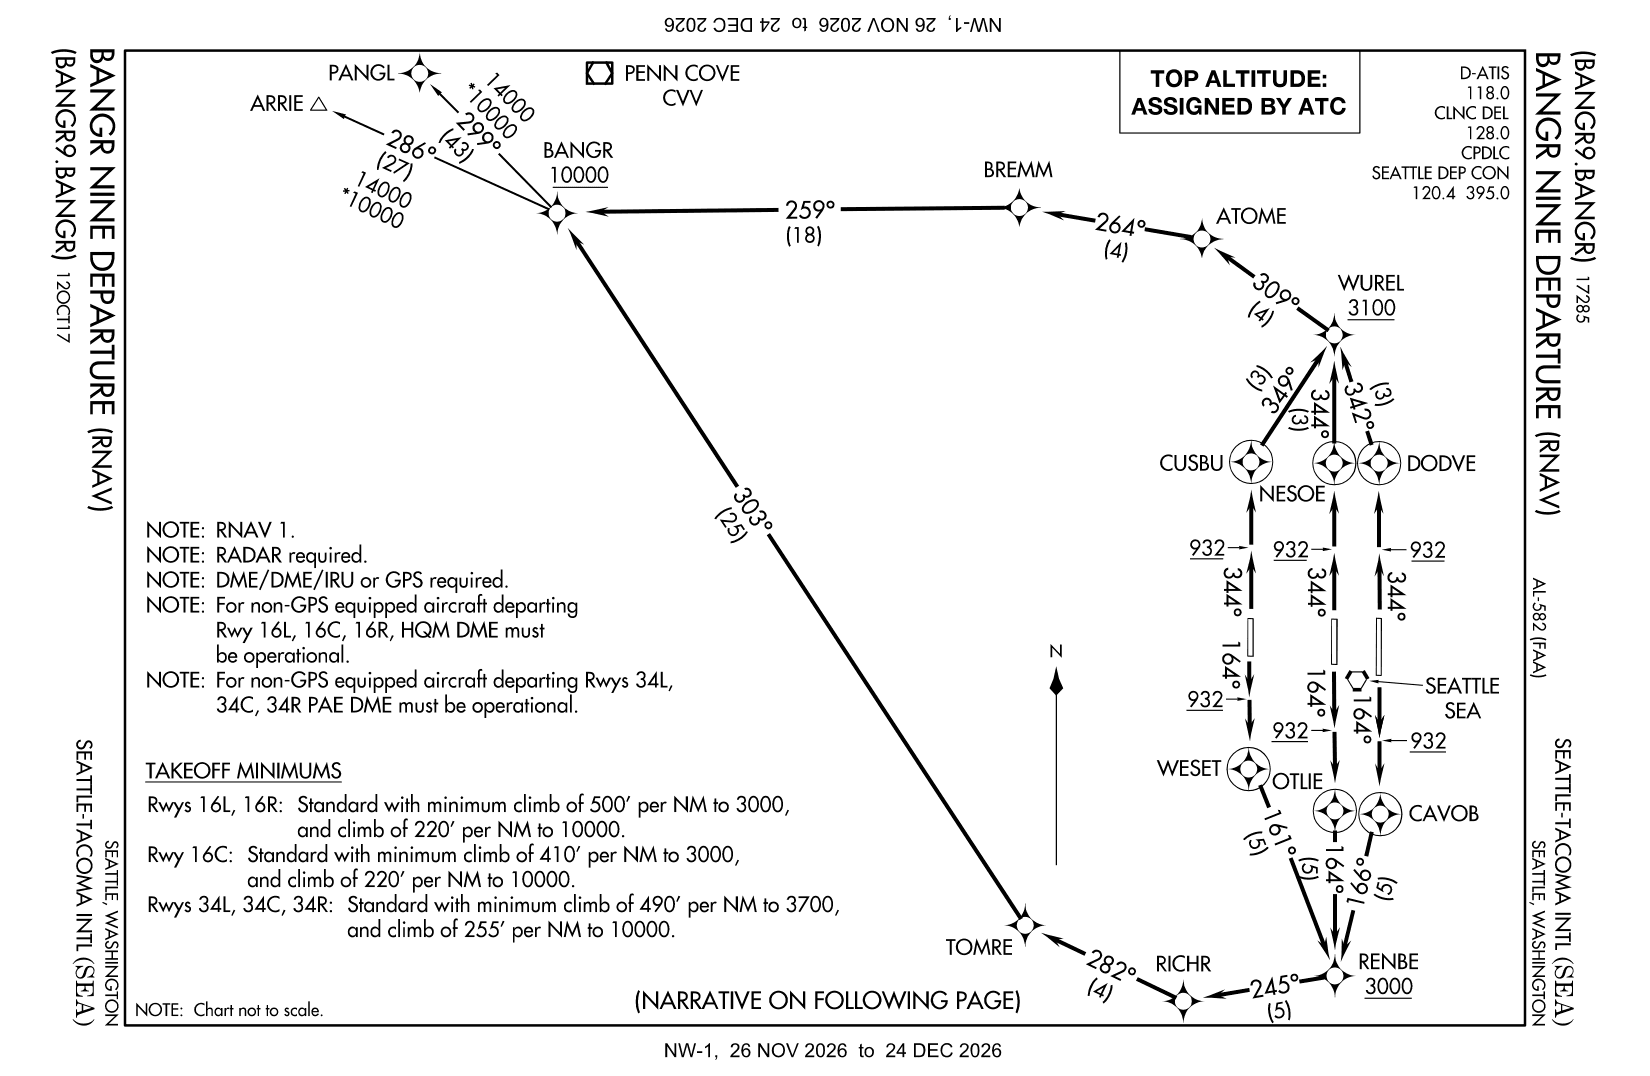 NW-1, 26 NOV 2026 to 24 DEC 2026
(BANGR9.BANGR) 12OCT17
BANGR NINE DEPARTURE (RNAV)
SEATTLE-TACOMA INTL (SEA)
SEATTLE, WASHINGTON
(BANGR9.BANGR) 17285
BANGR NINE DEPARTURE (RNAV)
AL-582 (FAA)
SEATTLE-TACOMA INTL (SEA)
SEATTLE, WASHINGTON
TOP ALTITUDE:
ASSIGNED BY ATC
D-ATIS
118.0
CLNC DEL
128.0
CPDLC
SEATTLE DEP CON
120.4 395.0
PENN COVE
CVV
PANGL
ARRIE
14000
*10000
299°
(43)
286°
(27)
14000
*10000
BANGR
10000
259°
(18)
BREMM
264°
(4)
ATOME
309°
(4)
WUREL
3100
349°
(3)
344°
(3)
342°
(3)
CUSBU
NESOE
DODVE
932
932
932
344°
344°
344°
164°
164°
164°
SEATTLE
SEA
932
932
932
WESET
OTLIE
CAVOB
161°
(5)
164°
(5)
166°
(5)
RENBE
3000
245°
(5)
RICHR
282°
(4)
TOMRE
303°
(25)
N
NOTE: RNAV 1.
NOTE: RADAR required.
NOTE: DME/DME/IRU or GPS required.
NOTE: For non-GPS equipped aircraft departing
Rwy 16L, 16C, 16R, HQM DME must
be operational.
NOTE: For non-GPS equipped aircraft departing Rwys 34L,
34C, 34R PAE DME must be operational.
TAKEOFF MINIMUMS
Rwys 16L, 16R: Standard with minimum climb of 500' per NM to 3000,
and climb of 220' per NM to 10000.
Rwy 16C: Standard with minimum climb of 410' per NM to 3000,
and climb of 220' per NM to 10000.
Rwys 34L, 34C, 34R: Standard with minimum climb of 490' per NM to 3700,
and climb of 255' per NM to 10000.
(NARRATIVE ON FOLLOWING PAGE)
NOTE: Chart not to scale.
NW-1, 26 NOV 2026 to 24 DEC 2026